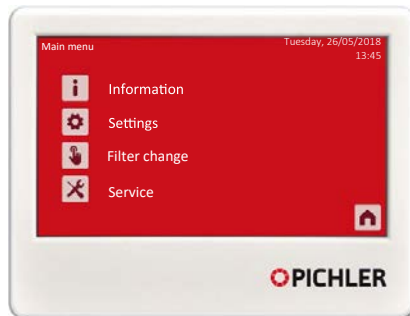 Main menu
Tuesday, 26/05/2018
13:45
Information
Settings
Filter change
Service
PICHLER